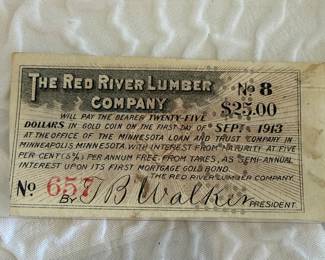 THE RED RIVER LUMBER
COMPANY
No 8
$25.00
WILL PAY THE BEARER TWENTY-FIVE
DOLLARS IN GOLD COIN ON THE FIRST DAY OF SEPT. 1913
AT THE OFFICE OF THE MINNESOTA LOAN AND TRUST COMPANY IN
MINNEAPOLIS MINNESOTA WITH INTEREST FROM MATURITY AT FIVE
PER-CENT (5%) PER ANNUM FREE FROM TAXES, AS SEMI-ANNUAL
INTEREST UPON ITS FIRST MORTGAGE GOLD BOND.
THE RED RIVER LUMBER COMPANY.
No. 657 BY T B Walker PRESIDENT.